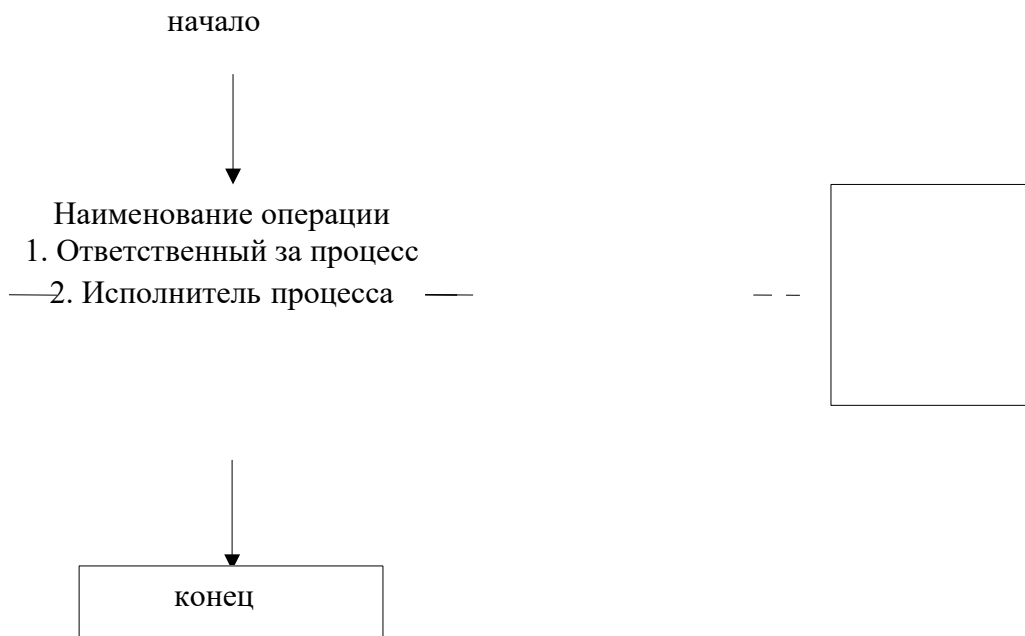 начало
Наименование операции
1. Ответственный за процесс
2. Исполнитель процесса
конец